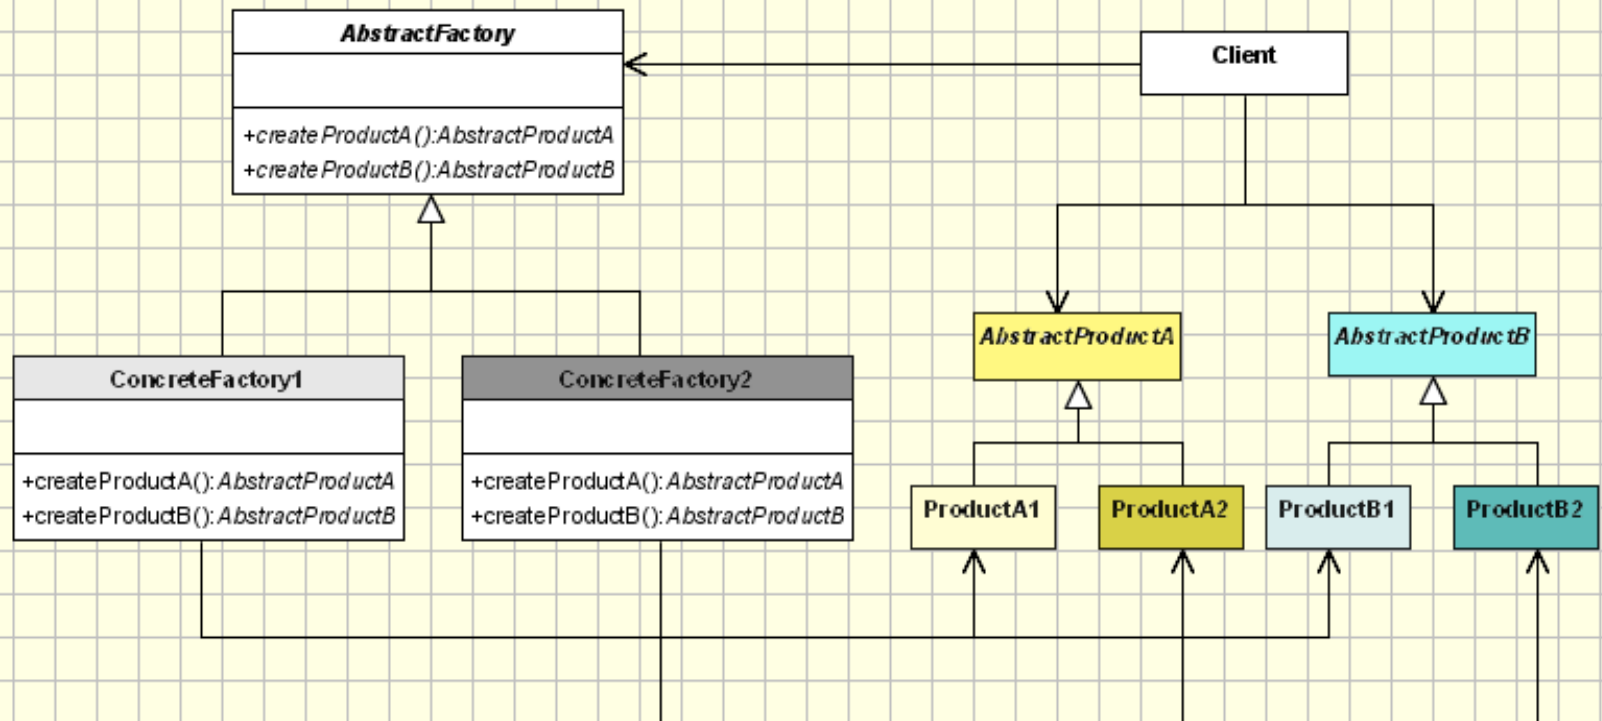 AbstractFactory
+createProductA():AbstractProductA
+createProductB():AbstractProductB
Client
ConcreteFactory1
+createProductA():AbstractProductA
+createProductB():AbstractProductB
ConcreteFactory2
+createProductA():AbstractProductA
+createProductB():AbstractProductB
AbstractProductA
AbstractProductB
ProductA1
ProductA2
ProductB1
ProductB2